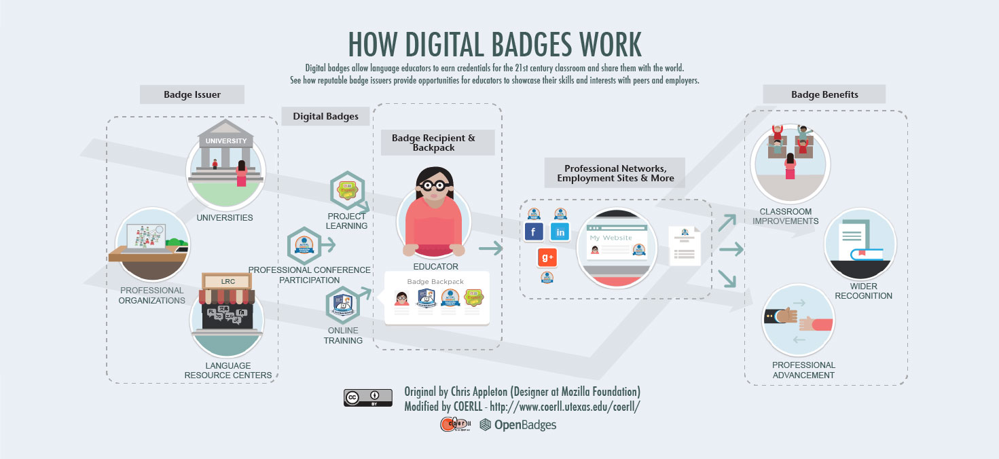 HOW DIGITAL BADGES WORK
Digital badges allow language educators to earn credentials for the 21st century classroom and share them with the world.
See how reputable badge issuers provide opportunities for educators to showcase their skills and interests with peers and employers.
Badge Issuer
UNIVERSITY
UNIVERSITIES
PROFESSIONAL
ORGANIZATIONS
LRC
LANGUAGE
RESOURCE CENTERS
Digital Badges
PROJECT
LEARNING
ACTFL
PROFESSIONAL CONFERENCE
PARTICIPATION
ONLINE
TRAINING
Badge Recipient &
Backpack
EDUCATOR
Badge Backpack
Professional Networks,
Employment Sites & More
f
in
g+
My Website
Badge Benefits
CLASSROOM
IMPROVEMENTS
WIDER
RECOGNITION
PROFESSIONAL
ADVANCEMENT
CC
BY
Original by Chris Appleton (Designer at Mozilla Foundation)
Modified by COERLL - http://www.coerll.utexas.edu/coerll/
coerll
OpenBadges